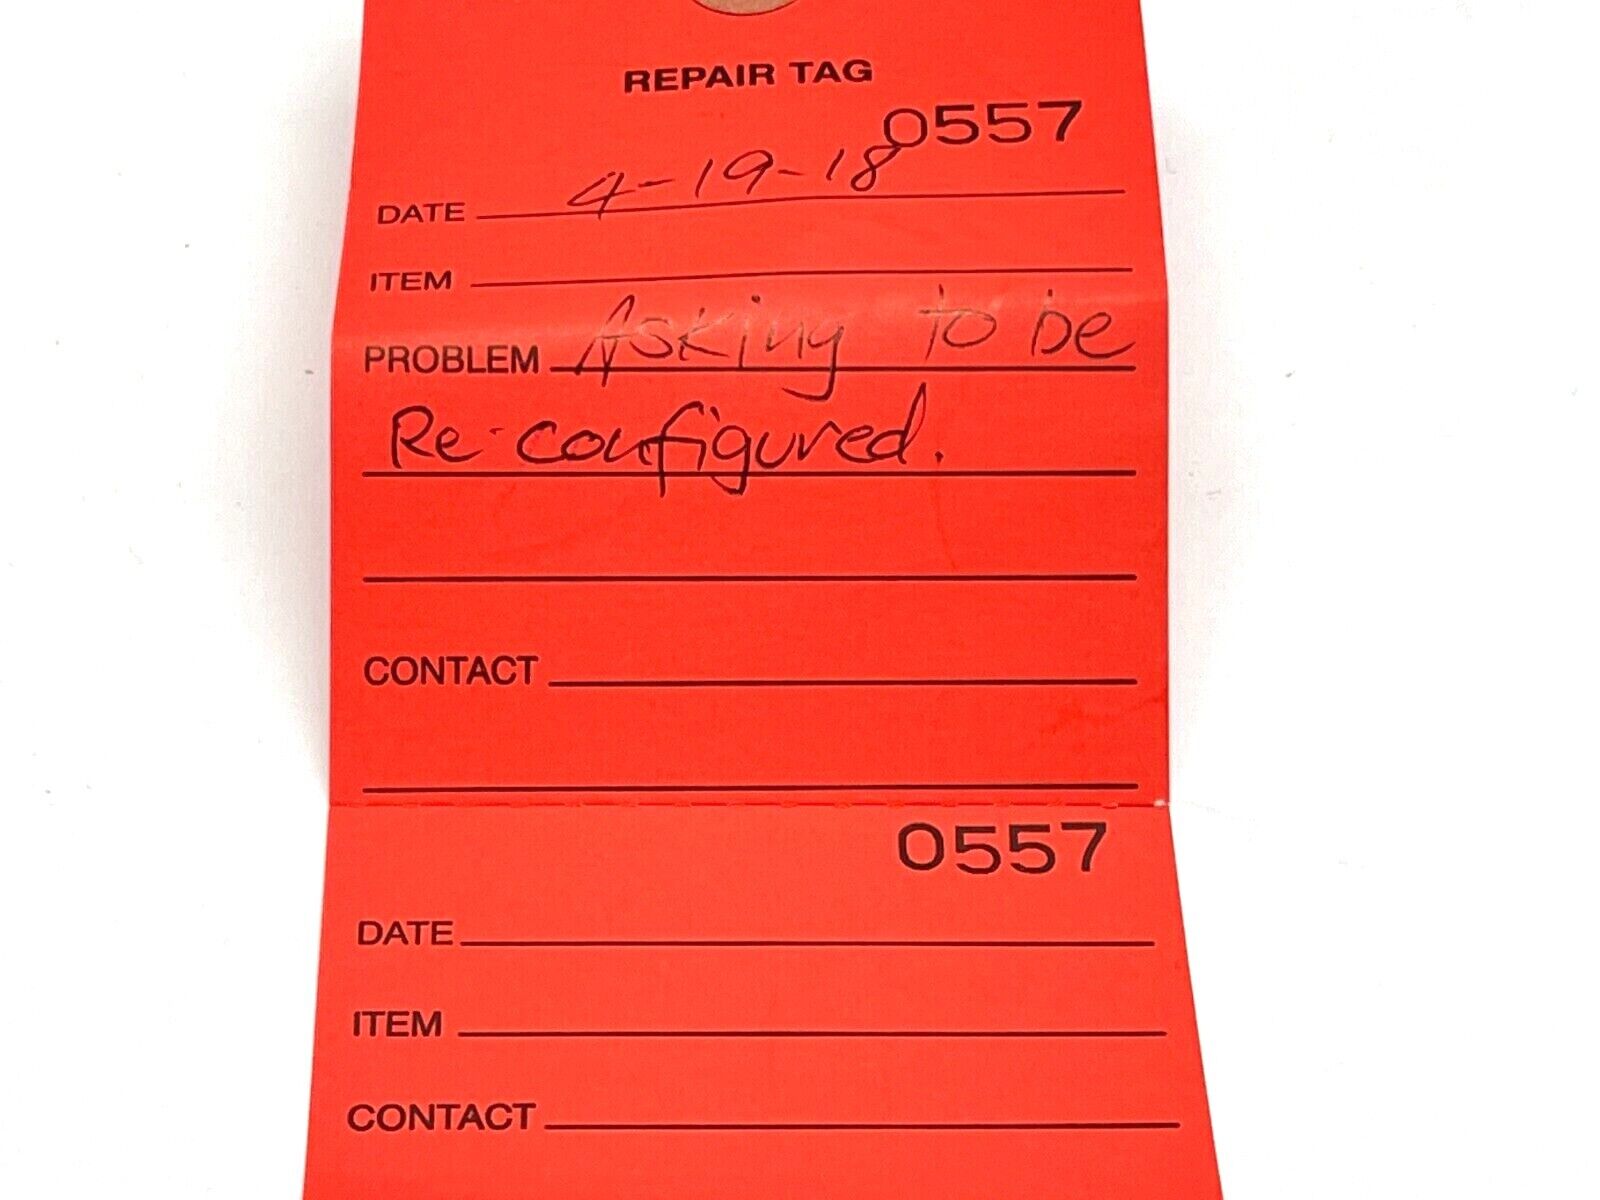 REPAIR TAG
0557
DATE 4-19-18
ITEM
PROBLEM Asking to be
Re-configured.
CONTACT
0557
DATE
ITEM
CONTACT